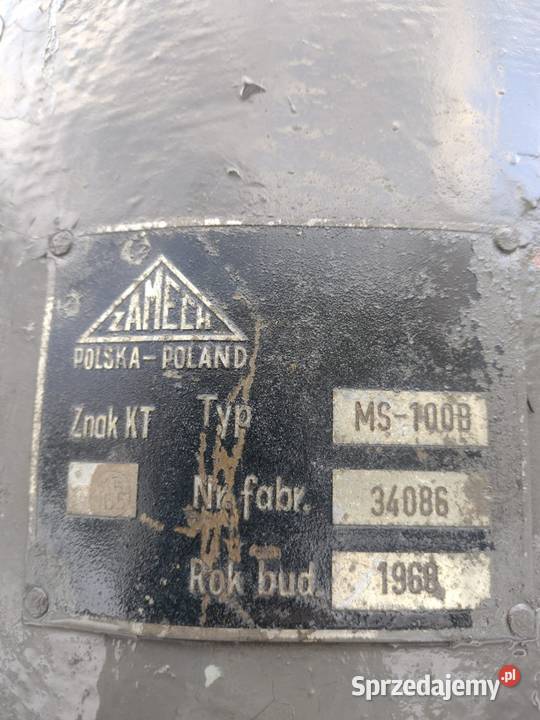 ZAMECH
POLSKA-POLAND
Znak KT
Typ
MS-100B
Nr. fabr.
34086
Rok bud.
1968
Sprzedajemy.pl